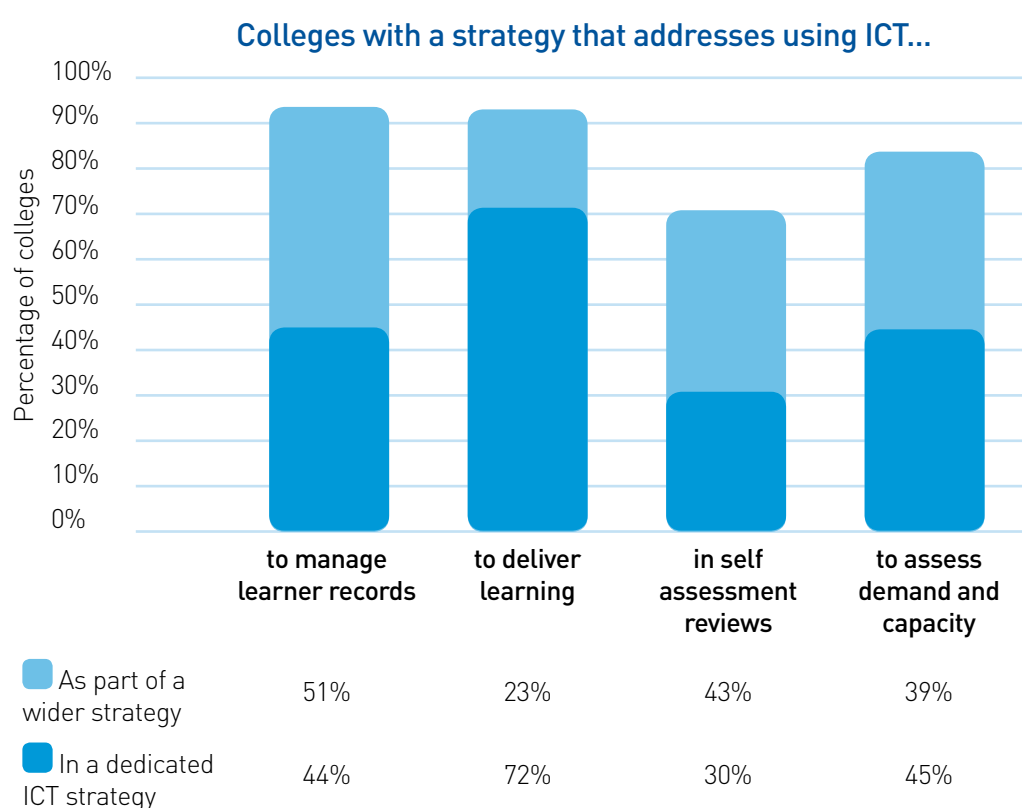 Colleges with a strategy that addresses using ICT...
100%
90%
80%
70%
60%
50%
40%
30%
20%
10%
0%
Percentage of colleges
to manage
learner records
to deliver
learning
in self
assessment
reviews
to assess
demand and
capacity
As part of a
wider strategy
51%
23%
43%
39%
In a dedicated
ICT strategy
44%
72%
30%
45%